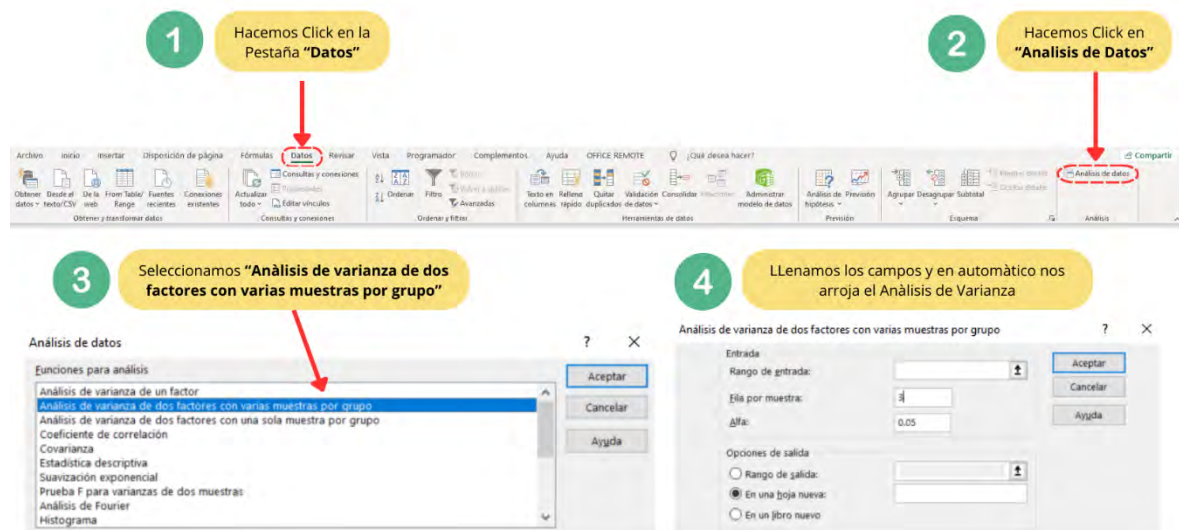 1
Hacemos Click en la
Pestaña “Datos”
2
Hacemos Click en
“Analisis de Datos”
Archivo Inicio Insertar Disposición de página Fórmulas Datos Revisar Vista Programador Complementos Ayuda OFFICE REMOTE ¿Qué desea hacer? Compartir
Obtener datos
Desde el texto/CSV
De la web
From Table/ Range
Fuentes recientes
Conexiones existentes
Obtener y transformar datos
Actualizar todo
Consultas y conexiones
Propiedades
Editar vínculos
Consultas y conexiones
Ordenar
Filtro
Avanzadas
Ordenar y filtrar
Texto en columnas
Relleno rápido
Quitar duplicados
Validación de datos
Consolidar
Administrar modelo de datos
Herramientas de datos
Análisis de hipótesis
Previsión
Previsión
Agrupar
Desagrupar
Subtotal
Esquema
Análisis de datos
Análisis
3
Seleccionamos “Anàlisis de varianza de dos
factores con varias muestras por grupo”
4
LLenamos los campos y en automàtico nos
arroja el Anàlisis de Varianza
Análisis de datos ? ×
Funciones para análisis
Análisis de varianza de un factor
Análisis de varianza de dos factores con varias muestras por grupo
Análisis de varianza de dos factores con una sola muestra por grupo
Coeficiente de correlación
Covarianza
Estadística descriptiva
Suavización exponencial
Prueba F para varianzas de dos muestras
Análisis de Fourier
Histograma
Aceptar
Cancelar
Ayuda
Análisis de varianza de dos factores con varias muestras por grupo ? ×
Entrada
Rango de entrada:
Fila por muestra: 3
Alfa: 0.05
Opciones de salida
Rango de salida:
En una hoja nueva:
En un libro nuevo
Aceptar
Cancelar
Ayuda